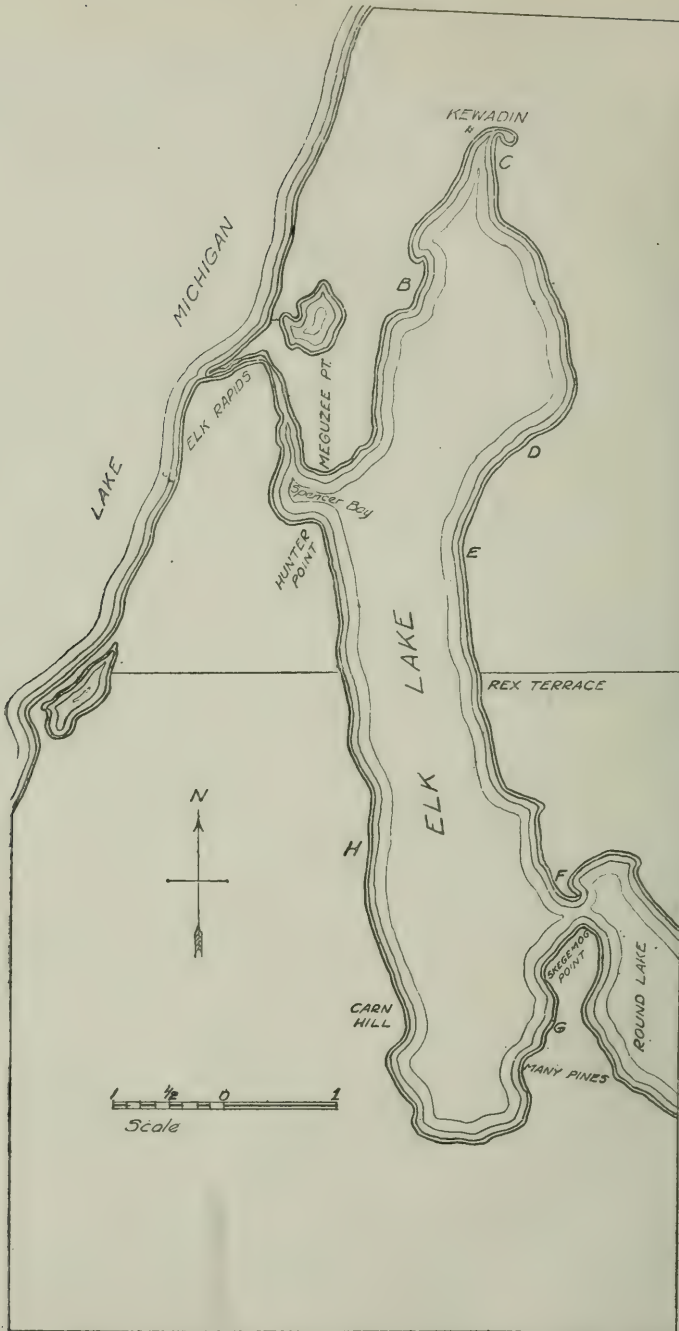 KEWADIN
C
MICHIGAN
B
MEGUZEE PT.
ELK RAPIDS
D
LAKE
Spencer Bay
HUNTER
POINT
E
ELK LAKE
REX TERRACE
N
H
F
SKEGEMOG
POINT
ROUND LAKE
CARN
HILL
G
MANY PINES
1 1/2 0 1
Scale